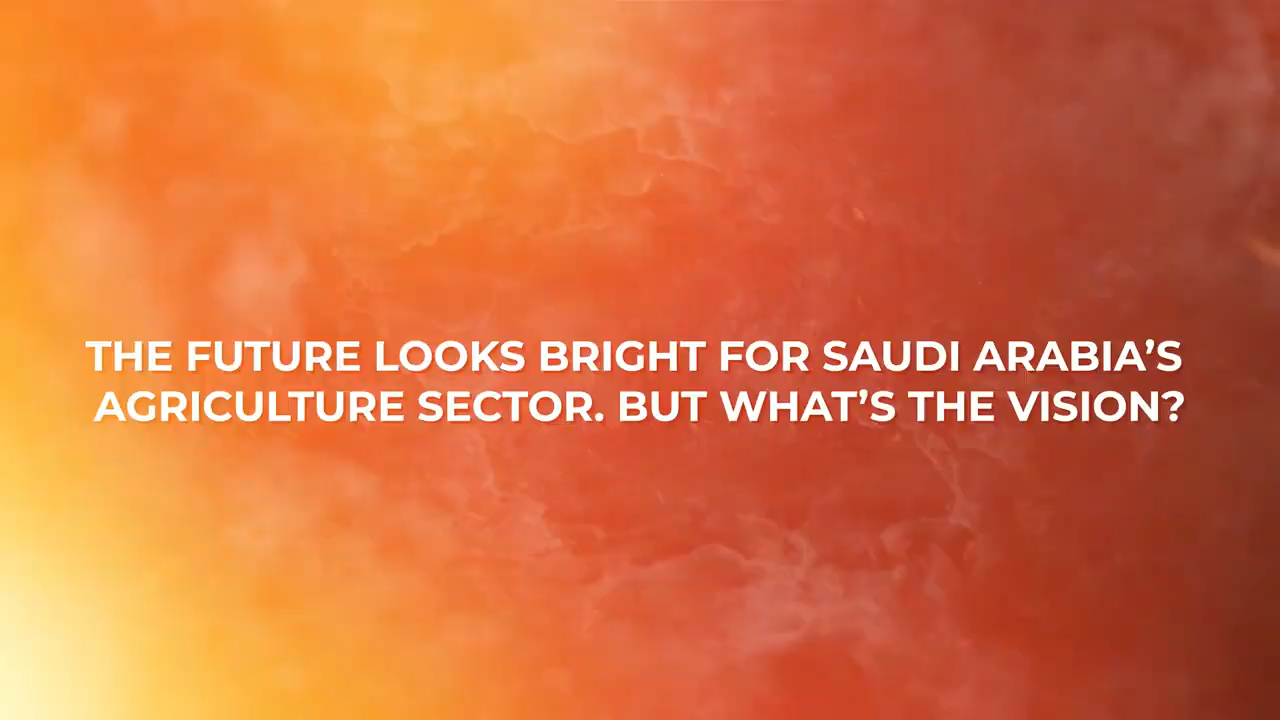 THE FUTURE LOOKS BRIGHT FOR SAUDI ARABIA’S
AGRICULTURE SECTOR. BUT WHAT’S THE VISION?